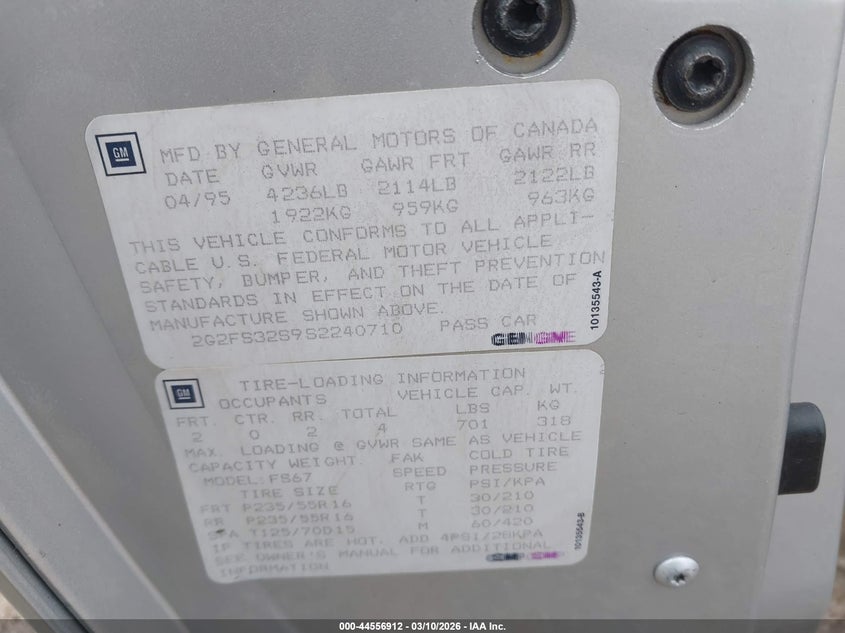 GM
MFD BY GENERAL MOTORS OF CANADA
DATE GVWR GAWR FRT GAWR RR
04/95 4236LB 2114LB 2122LB
1922KG 959KG 963KG
THIS VEHICLE CONFORMS TO ALL APPLI-
CABLE U.S. FEDERAL MOTOR VEHICLE
SAFETY, BUMPER, AND THEFT PREVENTION
STANDARDS IN EFFECT ON THE DATE OF
MANUFACTURE SHOWN ABOVE.
2G2FS32S9S2240710 PASS CAR
GENUINE
10135543-A
GM
TIRE-LOADING INFORMATION
OCCUPANTS VEHICLE CAP. WT.
FRT. CTR. RR. TOTAL LBS KG
2 0 2 4 701 318
MAX. LOADING @ GVWR SAME AS VEHICLE
CAPACITY WEIGHT. FAK COLD TIRE
MODEL: FS67 SPEED PRESSURE
TIRE SIZE RTG PSI/KPA
FRT P235/55R16 T 30/210
RR P235/55R16 T 30/210
SPA T125/70D15 M 60/420
IF TIRES ARE HOT, ADD 4PSI/28KPA
SEE OWNER'S MANUAL FOR ADDITIONAL
INFORMATION
10135543-B
000-44556912 — 03/10/2026 — IAA Inc.